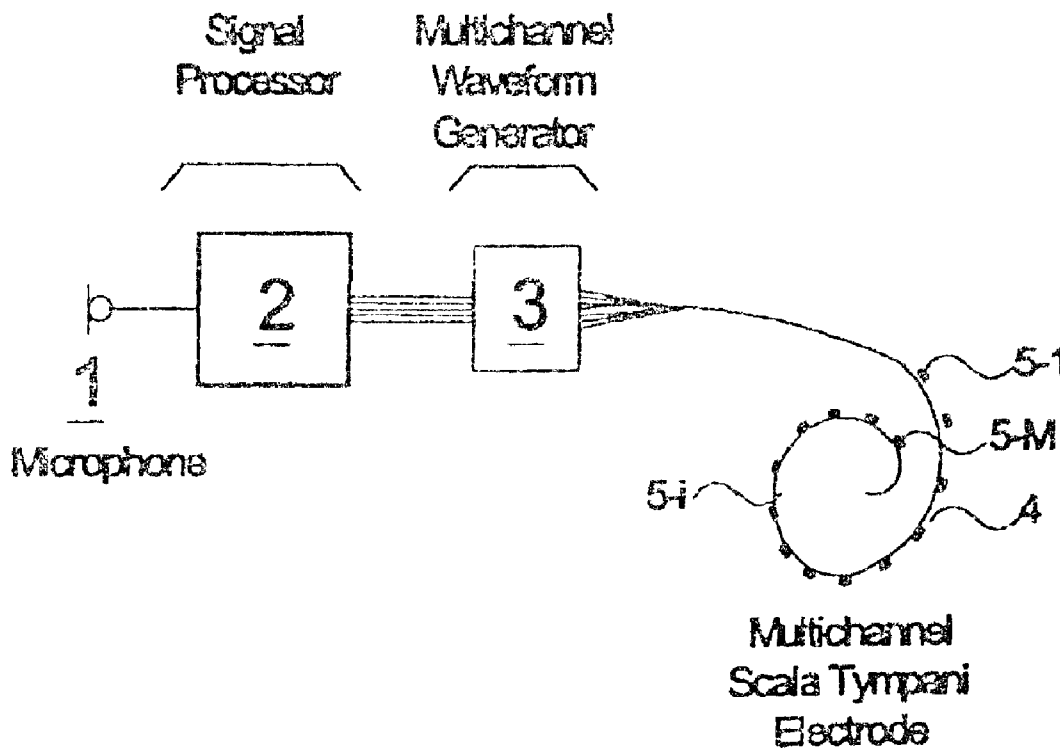 Signal
Processor
Multichannel
Waveform
Generator
2
3
1
Microphone
5-1
5-M
5-i
4
Multichannel
Scala Tympani
Electrode